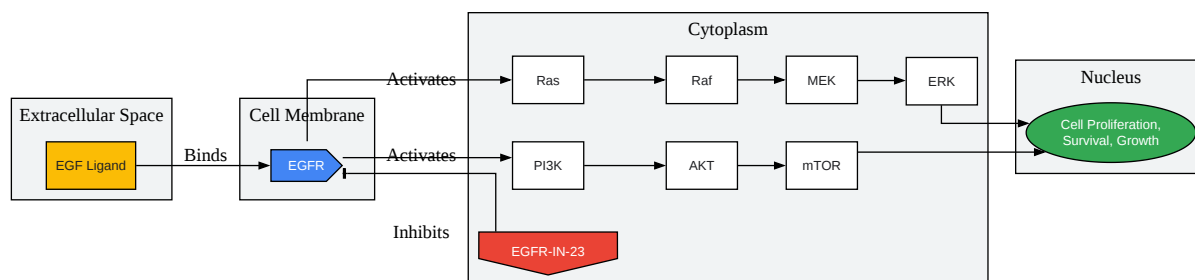 Cytoplasm
Activates
Ras
Raf
MEK
ERK
Nucleus
Extracellular Space
Cell Membrane
Cell Proliferation,
Survival, Growth
EGF Ligand
Binds
EGFR
Activates
PI3K
AKT
mTOR
Inhibits
EGFR-IN-23